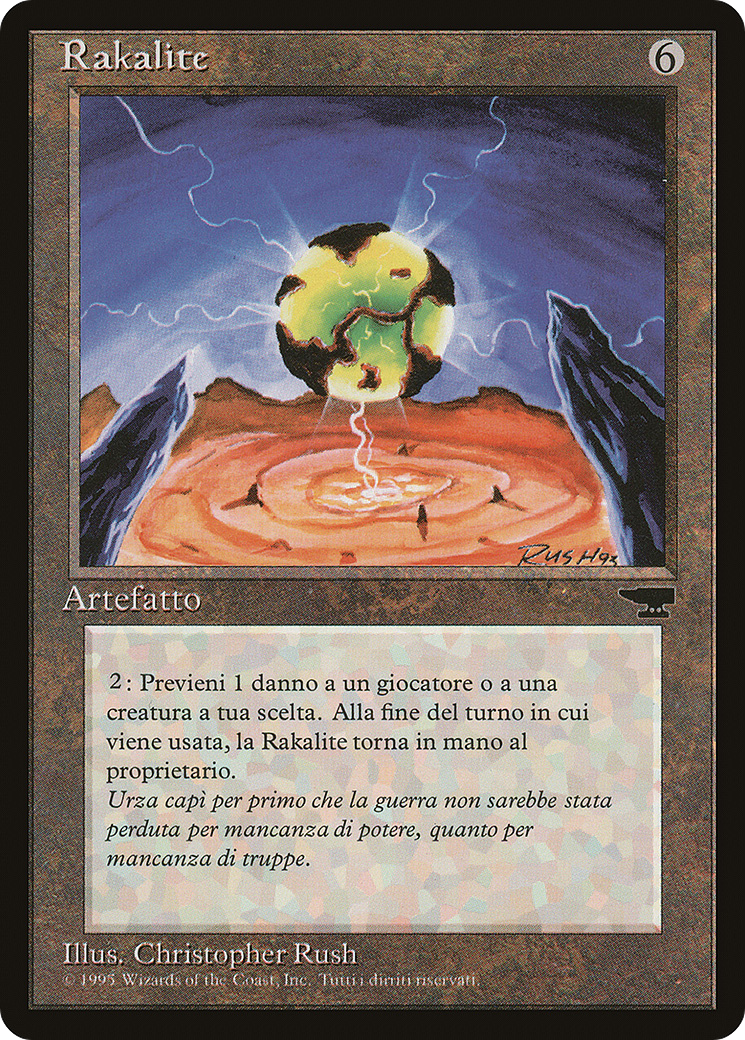 Rakalite
6
RUSH93
Artefatto
2: Previeni 1 danno a un giocatore o a una
creatura a tua scelta. Alla fine del turno in cui
viene usata, la Rakalite torna in mano al
proprietario.
Urza capì per primo che la guerra non sarebbe stata
perduta per mancanza di potere, quanto per
mancanza di truppe.
Illus. Christopher Rush
© 1995 Wizards of the Coast, Inc. Tutti i dirriti riservati.